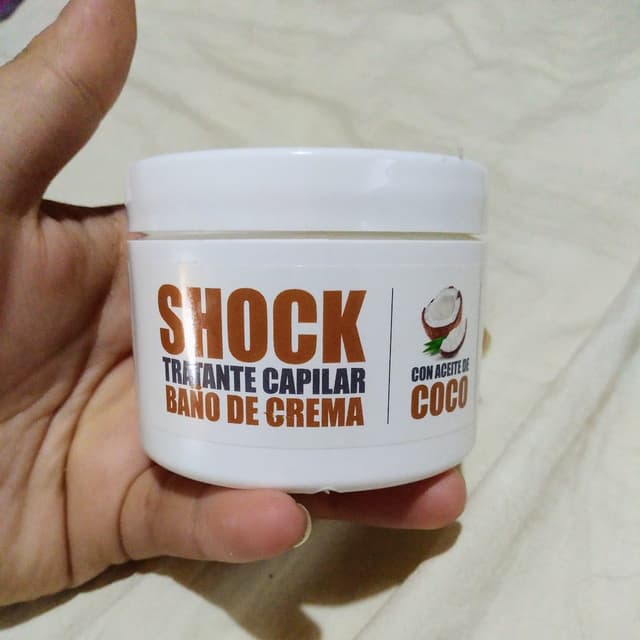 SHOCK
TRATANTE CAPILAR
BAÑO DE CREMA
CON ACEITE DE
COCO